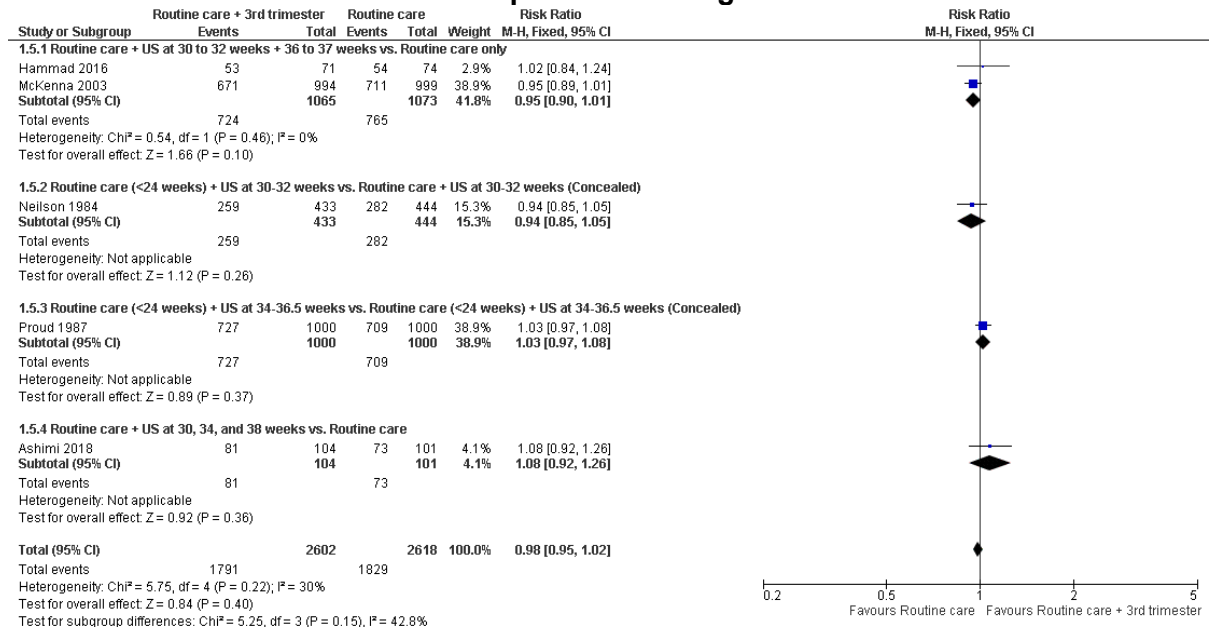 Routine care + 3rd trimester Routine care Risk Ratio Risk Ratio
Study or Subgroup Events Total Events Total Weight M-H, Fixed, 95% CI M-H, Fixed, 95% CI
1.5.1 Routine care + US at 30 to 32 weeks + 36 to 37 weeks vs. Routine care only
Hammad 2016 53 71 54 74 2.9% 1.02 [0.84, 1.24]
McKenna 2003 671 994 711 999 38.9% 0.95 [0.89, 1.01]
Subtotal (95% CI) 1065 1073 41.8% 0.95 [0.90, 1.01]
Total events 724 765
Heterogeneity: Chi² = 0.54, df = 1 (P = 0.46); I² = 0%
Test for overall effect: Z = 1.66 (P = 0.10)
1.5.2 Routine care (<24 weeks) + US at 30-32 weeks vs. Routine care + US at 30-32 weeks (Concealed)
Neilson 1984 259 433 282 444 15.3% 0.94 [0.85, 1.05]
Subtotal (95% CI) 433 444 15.3% 0.94 [0.85, 1.05]
Total events 259 282
Heterogeneity: Not applicable
Test for overall effect: Z = 1.12 (P = 0.26)
1.5.3 Routine care (<24 weeks) + US at 34-36.5 weeks vs. Routine care (<24 weeks) + US at 34-36.5 weeks (Concealed)
Proud 1987 727 1000 709 1000 38.9% 1.03 [0.97, 1.08]
Subtotal (95% CI) 1000 1000 38.9% 1.03 [0.97, 1.08]
Total events 727 709
Heterogeneity: Not applicable
Test for overall effect: Z = 0.89 (P = 0.37)
1.5.4 Routine care + US at 30, 34, and 38 weeks vs. Routine care
Ashimi 2018 81 104 73 101 4.1% 1.08 [0.92, 1.26]
Subtotal (95% CI) 104 101 4.1% 1.08 [0.92, 1.26]
Total events 81 73
Heterogeneity: Not applicable
Test for overall effect: Z = 0.92 (P = 0.36)
Total (95% CI) 2602 2618 100.0% 0.98 [0.95, 1.02]
Total events 1791 1829
Heterogeneity: Chi² = 5.75, df = 4 (P = 0.22); I² = 30%
Test for overall effect: Z = 0.84 (P = 0.40)
Test for subgroup differences: Chi² = 5.25, df = 3 (P = 0.15), I² = 42.8%
0.2 0.5 1 2 5
Favours Routine care Favours Routine care + 3rd trimester